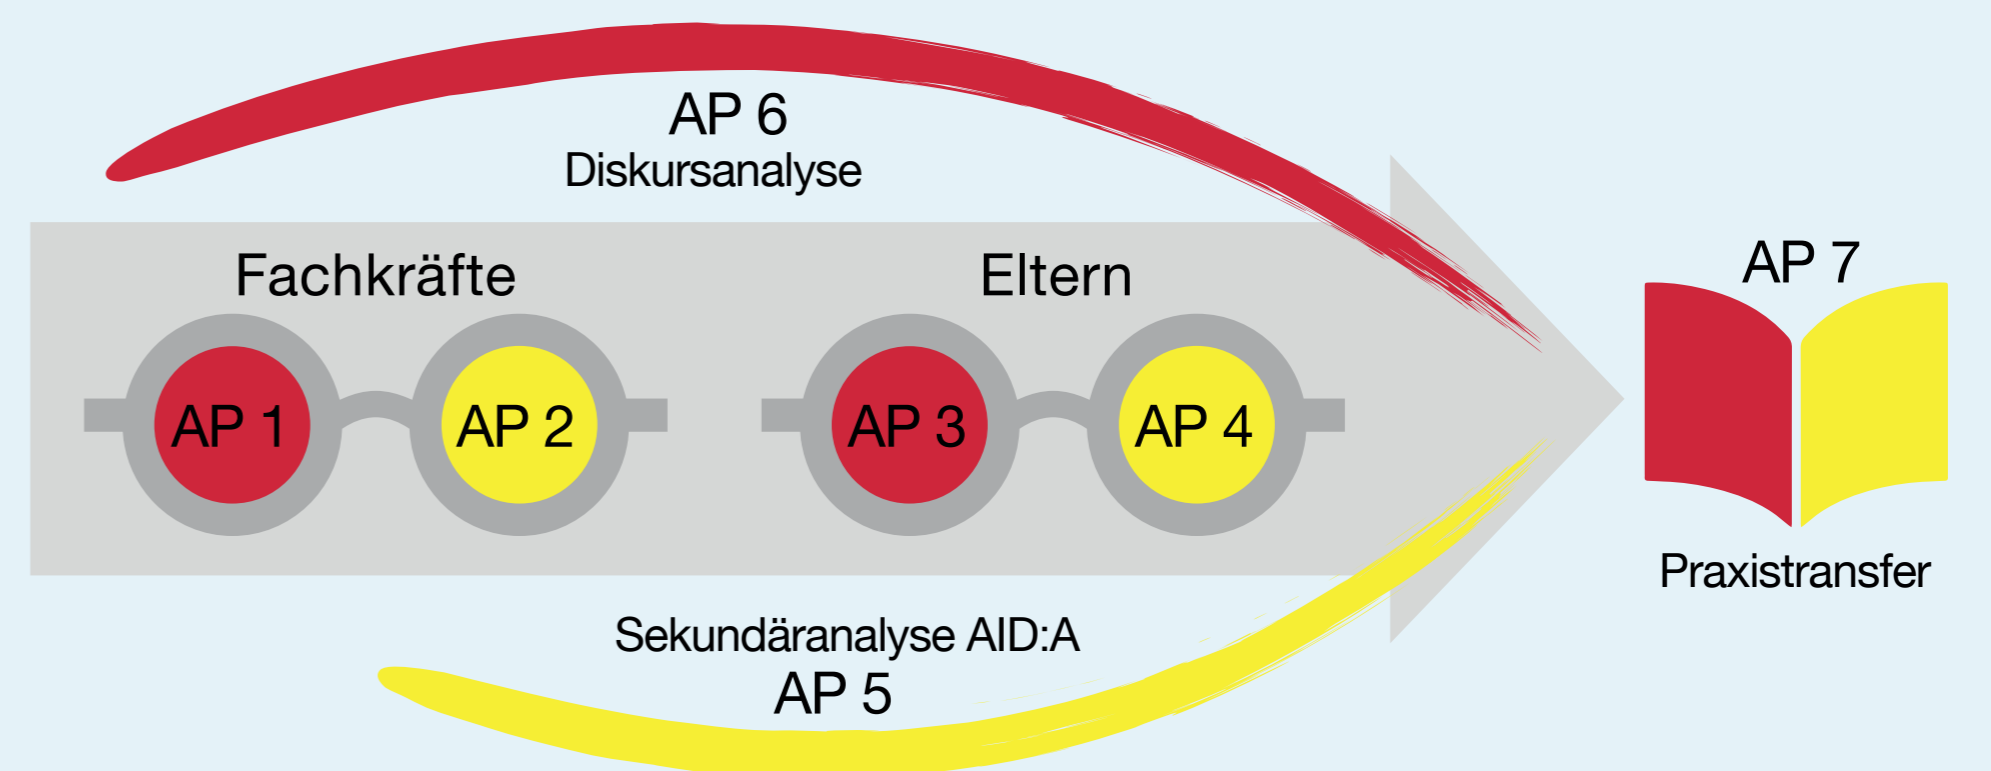 AP 6
Diskursanalyse
Fachkräfte
Eltern
AP 1
AP 2
AP 3
AP 4
AP 7
Praxistransfer
Sekundäranalyse AID:A
AP 5